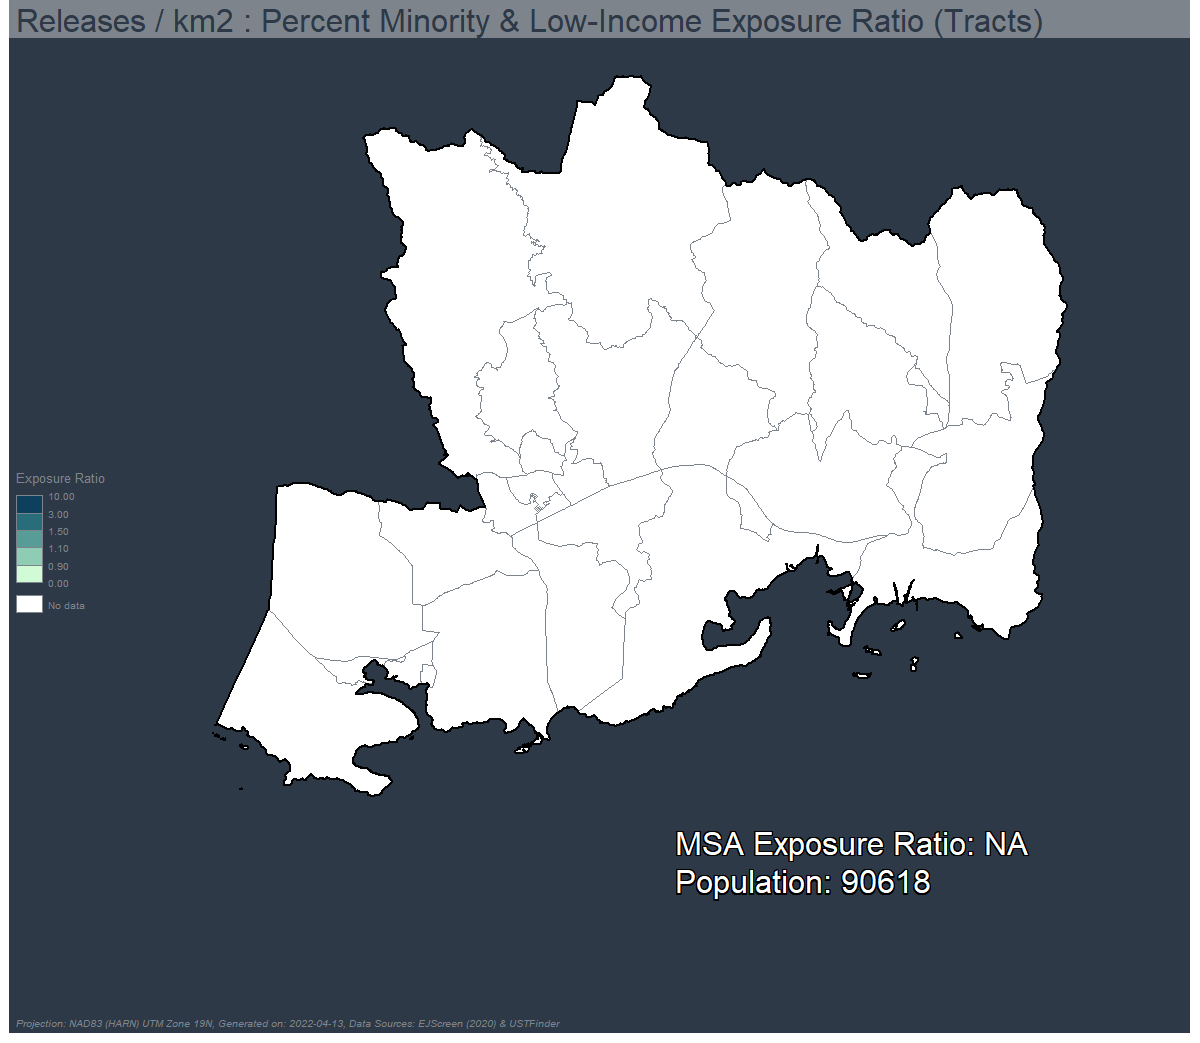 Releases / km2 : Percent Minority & Low-Income Exposure Ratio (Tracts)
Exposure Ratio
10.00
3.00
1.50
1.10
0.90
0.00
No data
MSA Exposure Ratio: NA
Population: 90618
Projection: NAD83 (HARN) UTM Zone 19N, Generated on: 2022-04-13, Data Sources: EJScreen (2020) & USTFinder